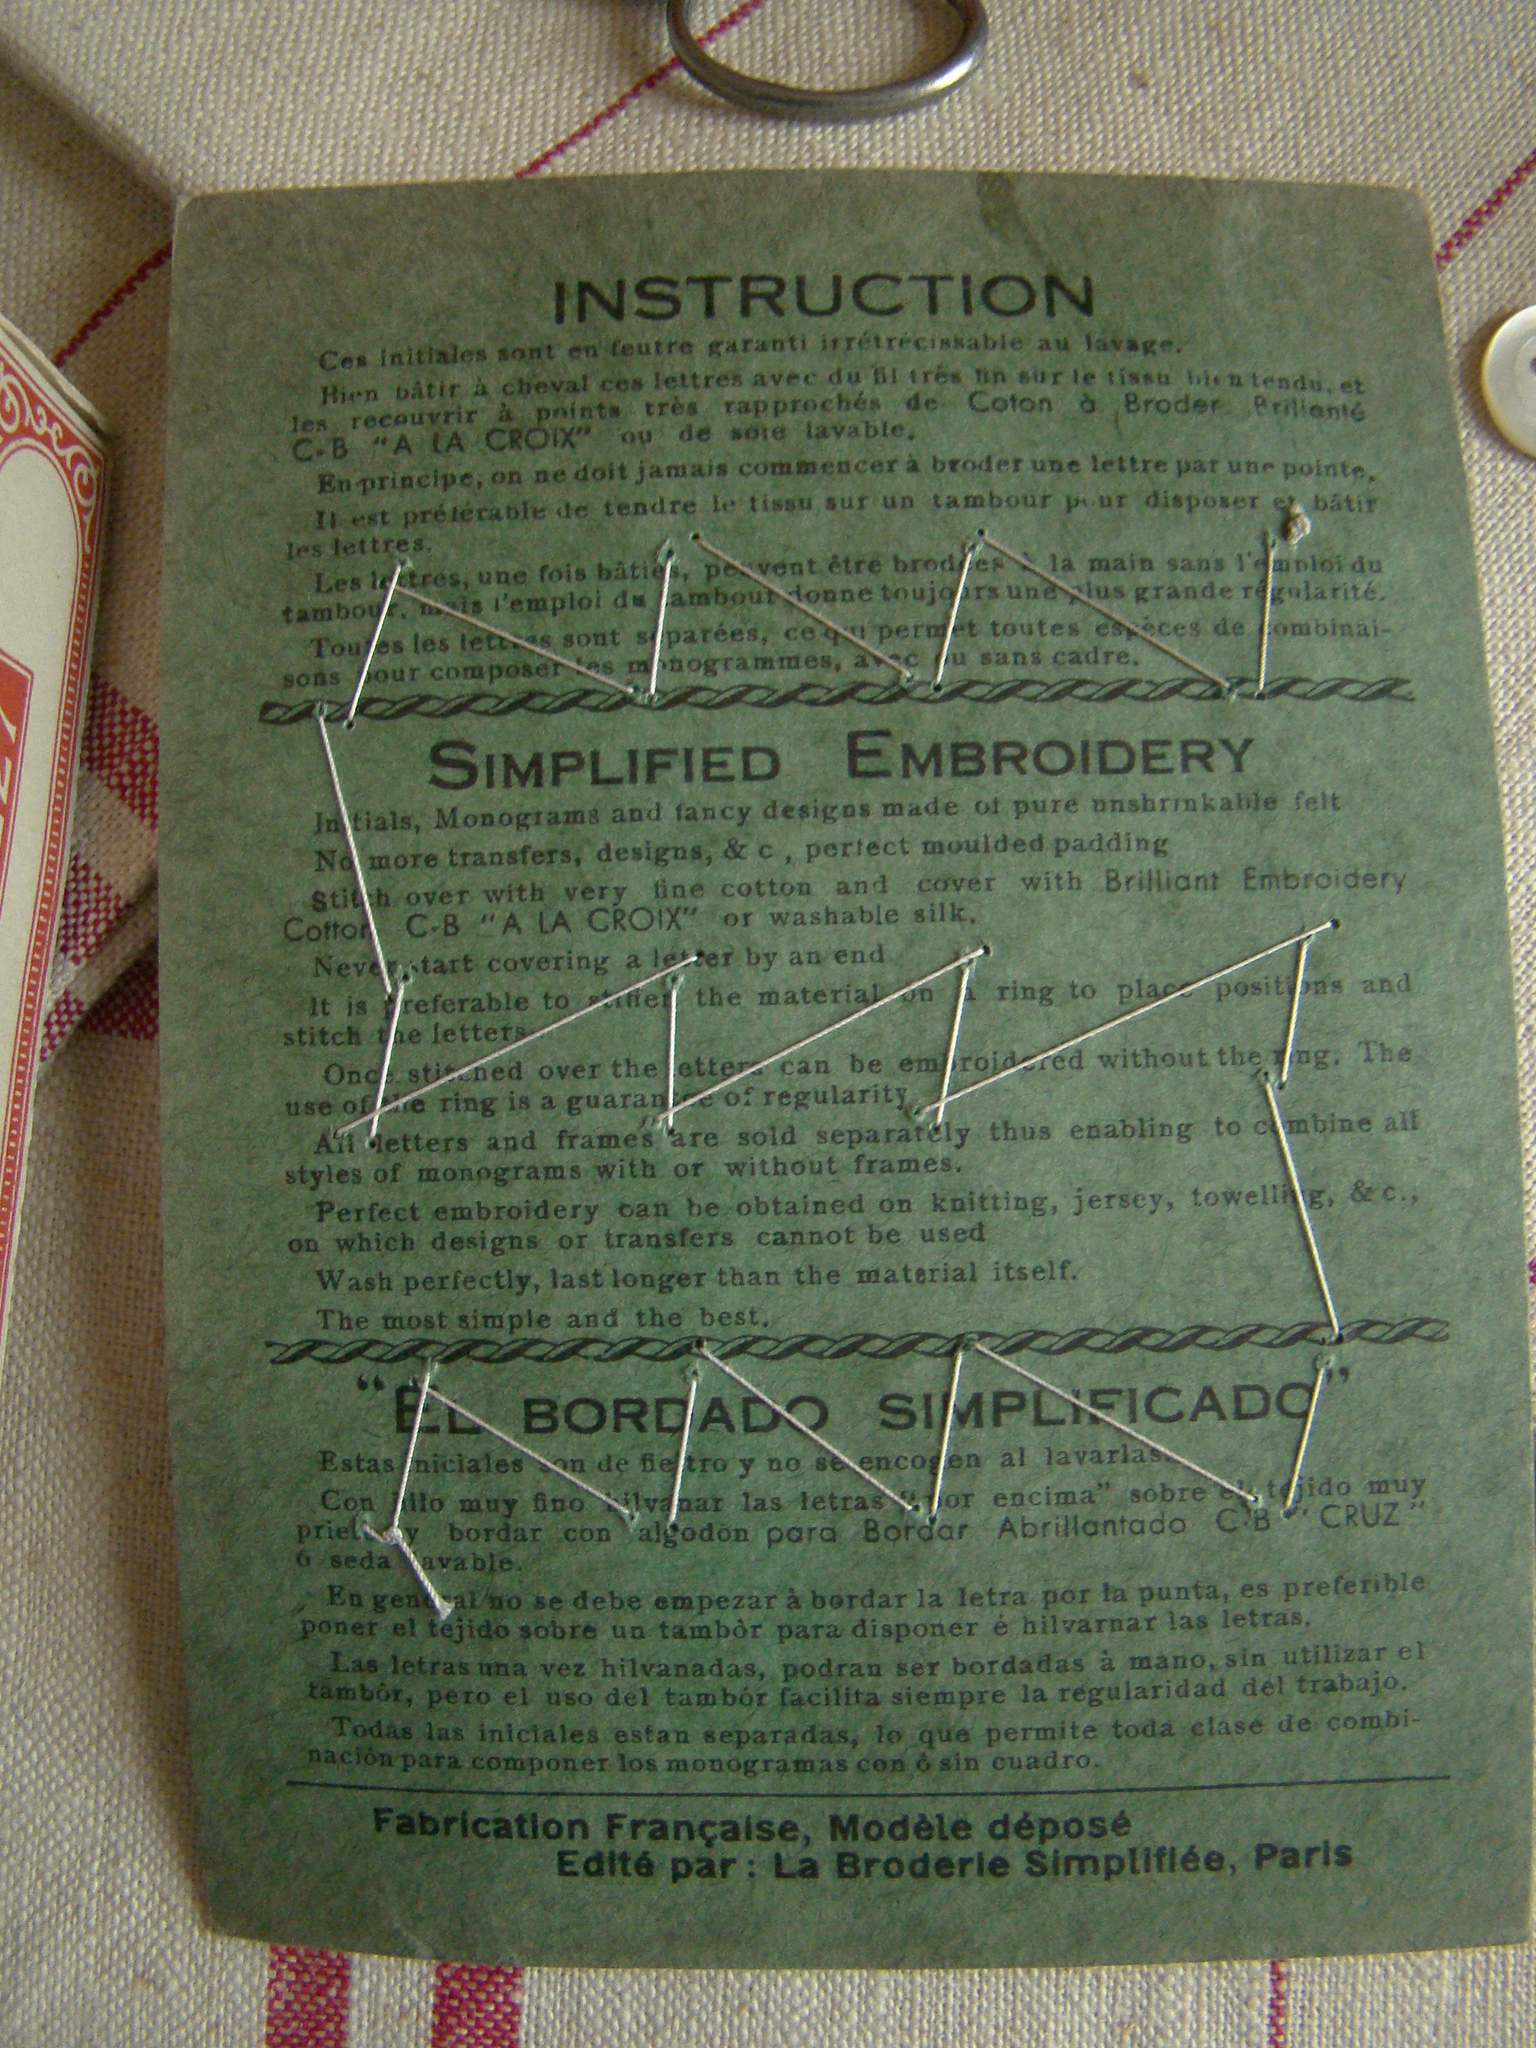 INSTRUCTION
Ces initiales sont en feutre garanti irrétrécissable au lavage.
Bien bâtir à cheval ces lettres avec du fil très fin sur le tissu bien tendu, et
les recouvrir à points très rapprochés de Coton à Broder Brillanté
C-B "A LA CROIX" ou de soie lavable.
En principe, on ne doit jamais commencer à broder une lettre par une pointe.
Il est préférable de tendre le tissu sur un tambour pour disposer et bâtir
les lettres.
Les lettres, une fois bâties, peuvent être brodées à la main sans l'emploi du
tambour, mais l'emploi du tambour donne toujours une plus grande régularité.
Toutes les lettres sont séparées, ce qui permet toutes espèces de combinai-
sons pour composer les monogrammes, avec ou sans cadre.
SIMPLIFIED EMBROIDERY
Initials, Monograms and fancy designs made of pure unshrinkable felt
No more transfers, designs, & c , perfect moulded padding
Stitch over with very fine cotton and cover with Brilliant Embroidery
Cotton C-B "A LA CROIX" or washable silk.
Never start covering a letter by an end
It is preferable to stiffen the material on a ring to place positions and
stitch the letters
Once stitched over the letters can be embroidered without the ring. The
use of the ring is a guarantee of regularity
All letters and frames are sold separately thus enabling to combine all
styles of monograms with or without frames.
Perfect embroidery can be obtained on knitting, jersey, towelling, & c.,
on which designs or transfers cannot be used
Wash perfectly, last longer than the material itself.
The most simple and the best.
"EL BORDADO SIMPLIFICADO"
Estas iniciales son de fieltro y no se encogen al lavarlas.
Con hilo muy fino hilvanar las letras "por encima" sobre el tejido muy
prieto y bordar con algodón para Bordar Abrillantado C-B "CRUZ"
ó seda lavable.
En general no se debe empezar à bordar la letra por la punta, es preferible
poner el tejido sobre un tambòr para disponer é hilvarnar las letras.
Las letras una vez hilvanadas, podran ser bordadas à mano, sin utilizar el
tambòr, pero el uso del tambòr facilita siempre la regularidad del trabajo.
Todas las iniciales estan separadas, lo que permite toda clase de combi-
nación para componer los monogramas con ó sin cuadro.
Fabrication Française, Modèle déposé
Edité par : La Broderie Simplifiée, Paris